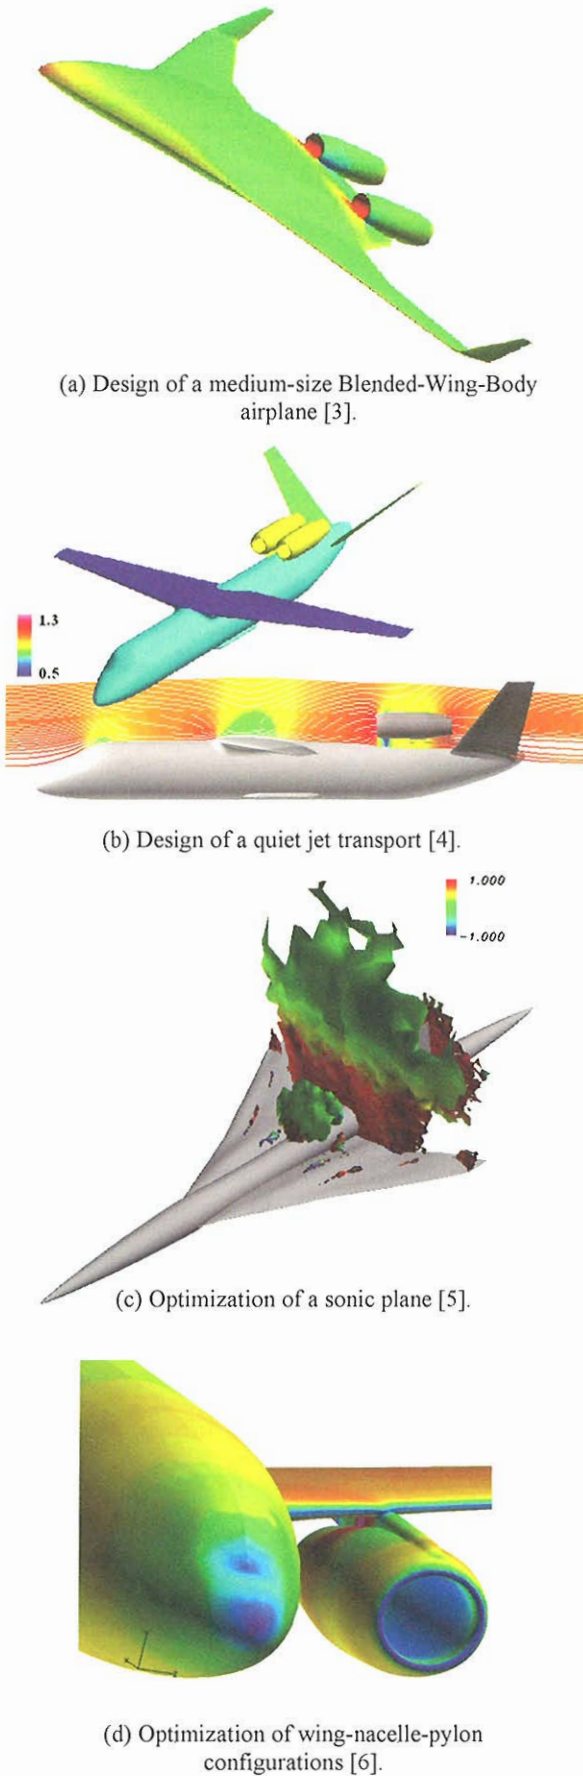 (a) Design of a medium-size Blended-Wing-Body
airplane [3].
1.3
0.5
(b) Design of a quiet jet transport [4].
1.000
-1.000
(c) Optimization of a sonic plane [5].
(d) Optimization of wing-nacelle-pylon
configurations [6].